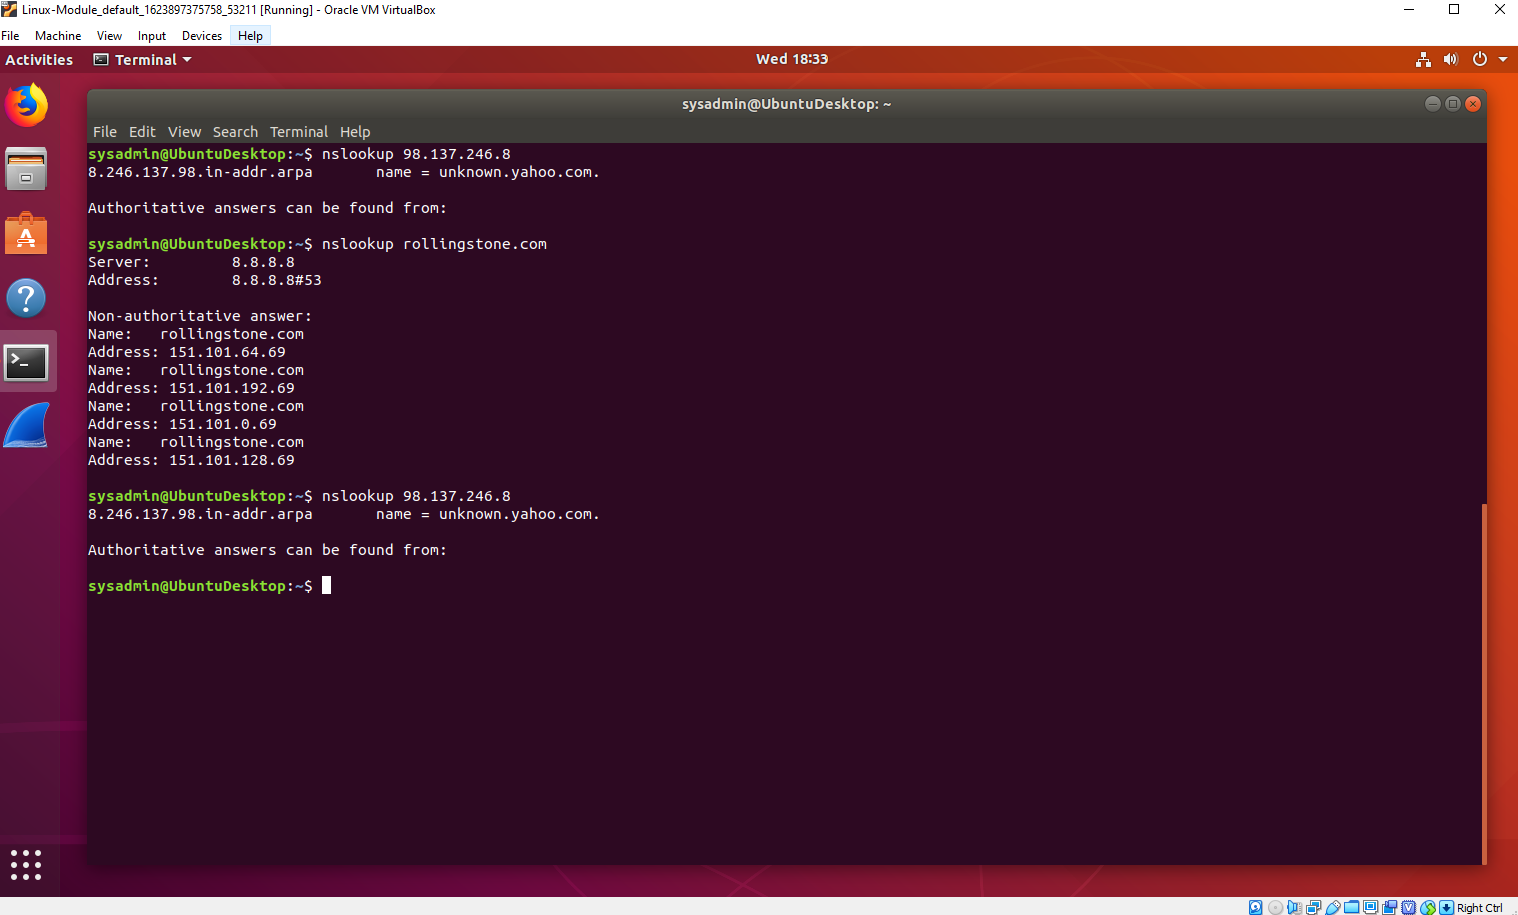 Linux-Module_default_1623897375758_53211 [Running] - Oracle VM VirtualBox
File Machine View Input Devices Help
Activities Terminal Wed 18:33
sysadmin@UbuntuDesktop: ~
File Edit View Search Terminal Help
sysadmin@UbuntuDesktop:~$ nslookup 98.137.246.8
8.246.137.98.in-addr.arpa name = unknown.yahoo.com.
Authoritative answers can be found from:
sysadmin@UbuntuDesktop:~$ nslookup rollingstone.com
Server: 8.8.8.8
Address: 8.8.8.8#53
Non-authoritative answer:
Name: rollingstone.com
Address: 151.101.64.69
Name: rollingstone.com
Address: 151.101.192.69
Name: rollingstone.com
Address: 151.101.0.69
Name: rollingstone.com
Address: 151.101.128.69
sysadmin@UbuntuDesktop:~$ nslookup 98.137.246.8
8.246.137.98.in-addr.arpa name = unknown.yahoo.com.
Authoritative answers can be found from:
sysadmin@UbuntuDesktop:~$
Right Ctrl